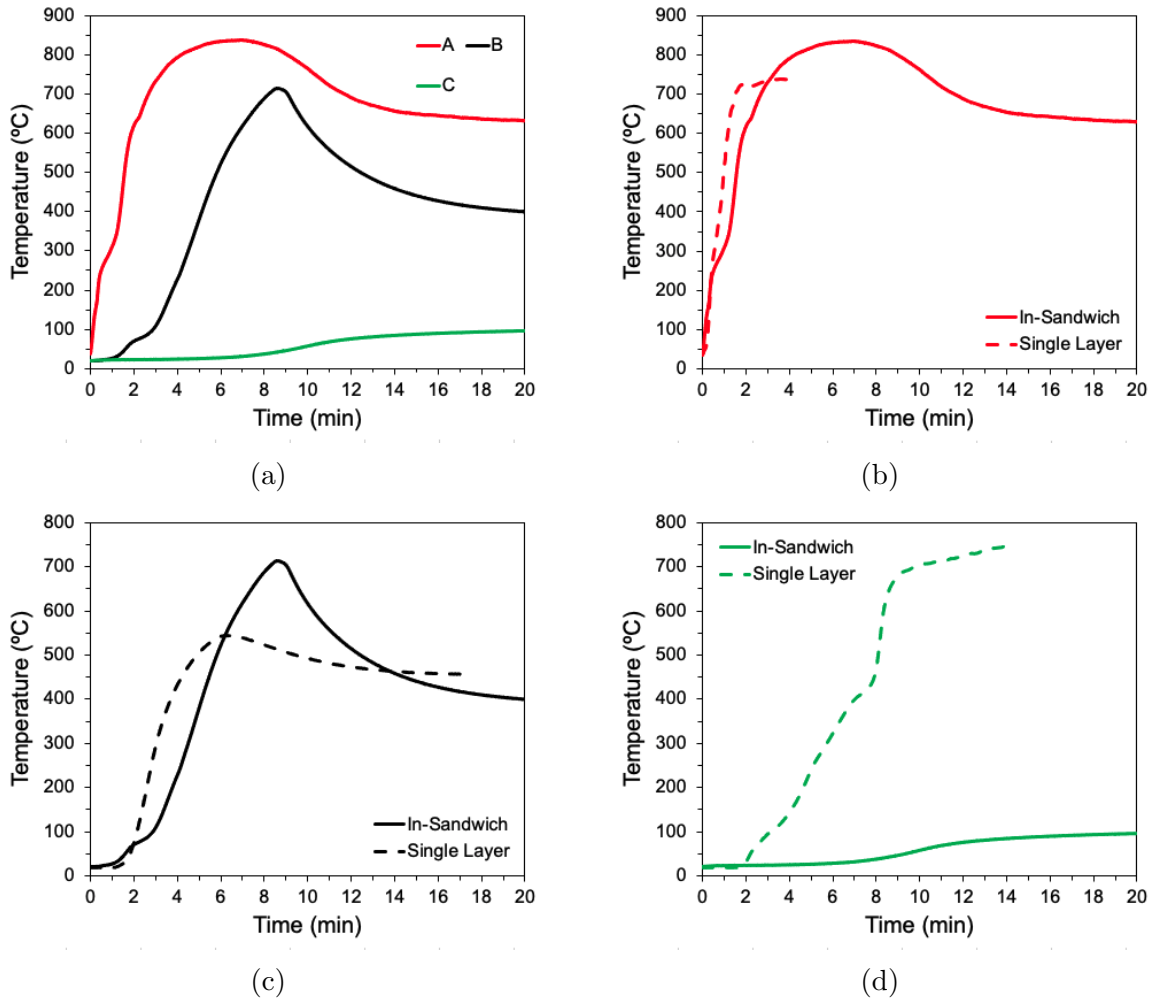 900
800
700
600
500
400
300
200
100
0
Temperature (ºC)
A B
C
0 2 4 6 8 10 12 14 16 18 20
Time (min)
(a)
900
800
700
600
500
400
300
200
100
0
Temperature (ºC)
In-Sandwich
Single Layer
0 2 4 6 8 10 12 14 16 18 20
Time (min)
(b)
800
700
600
500
400
300
200
100
0
Temperature (ºC)
In-Sandwich
Single Layer
0 2 4 6 8 10 12 14 16 18 20
Time (min)
(c)
800
700
600
500
400
300
200
100
0
Temperature (ºC)
In-Sandwich
Single Layer
0 2 4 6 8 10 12 14 16 18 20
Time (min)
(d)